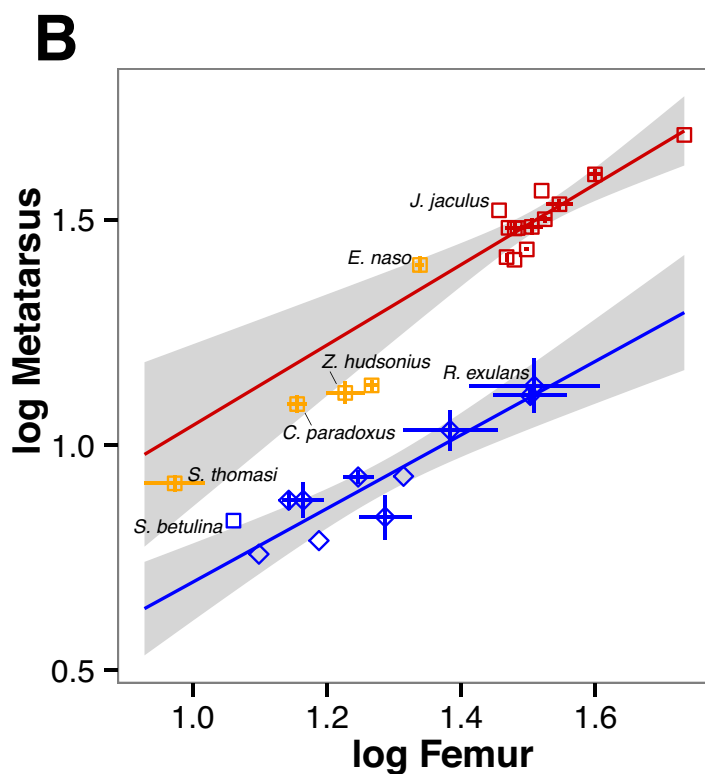 B
log Metatarsus
1.5
1.0
0.5
J. jaculus
E. naso
Z. hudsonius
R. exulans
C. paradoxus
S. thomasi
S. betulina
1.0 1.2 1.4 1.6
log Femur